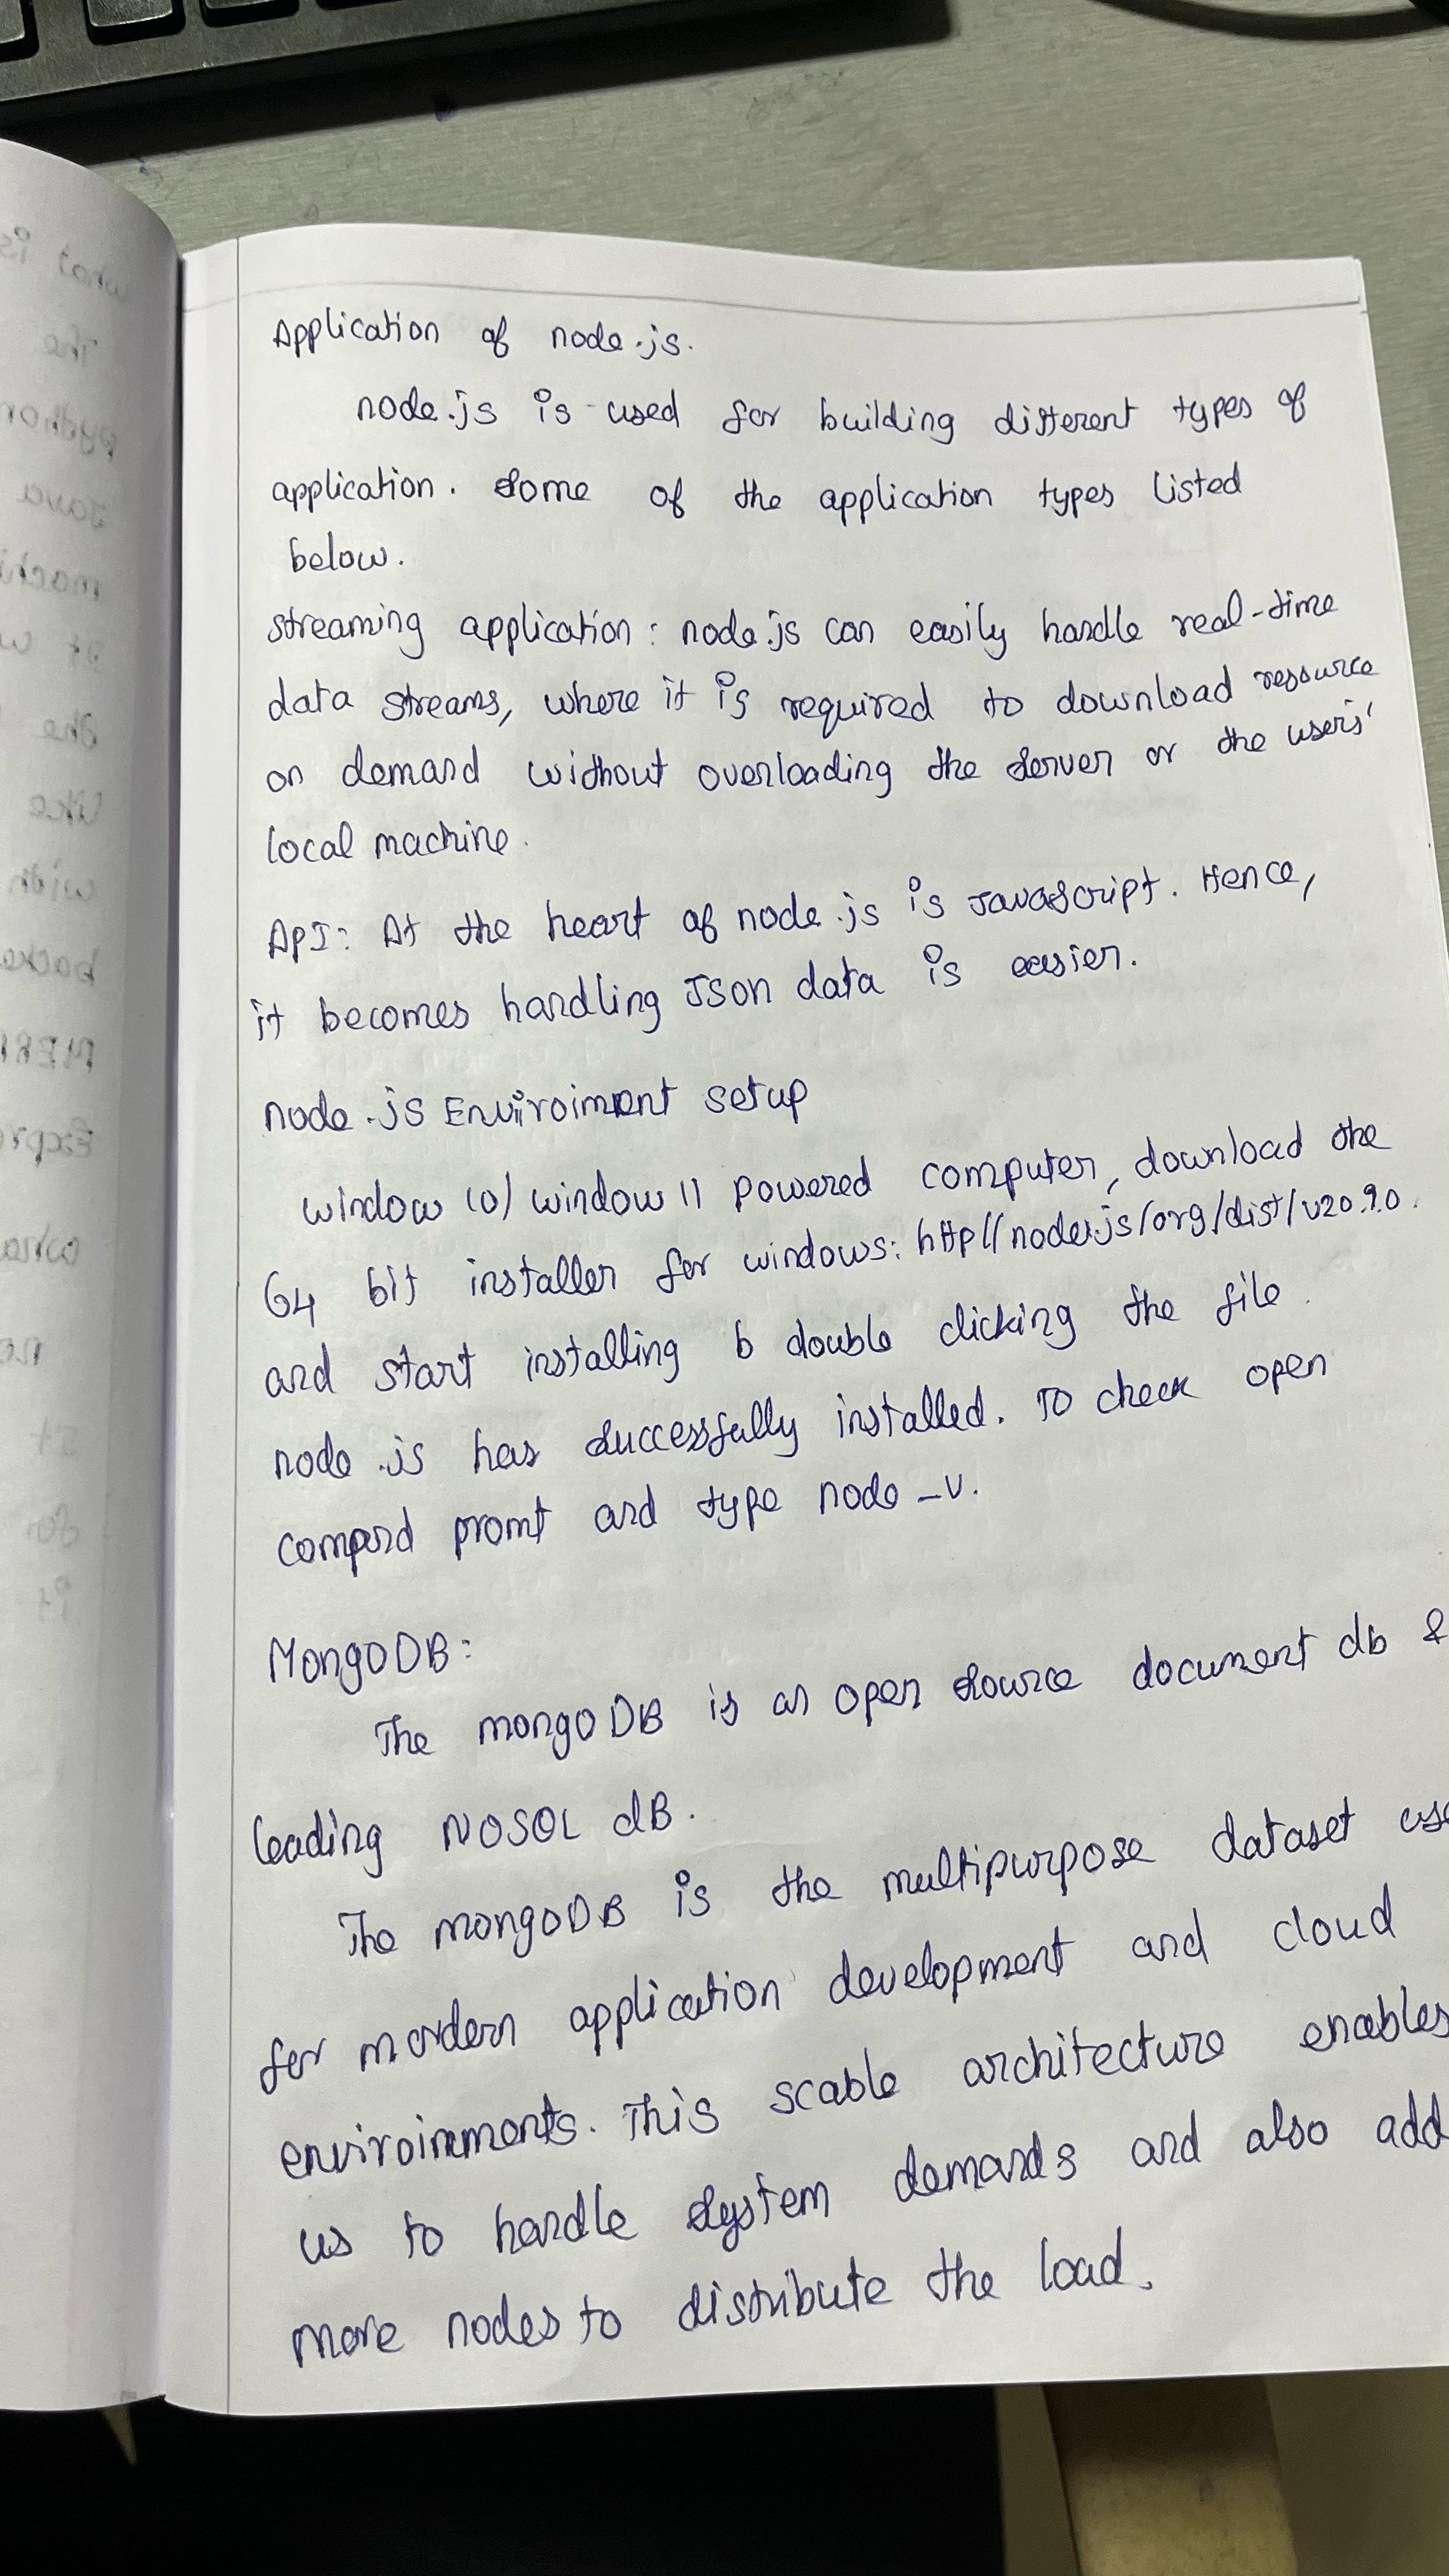 Application of node.js.
node.js is used for building different types of
application. Some of the application types listed
below.
streaming application: node.js can easily handle real-time
data streams, where it is required to download resource
on demand without overloading the server or the users'
local machine.
API: At the heart of node.js is Javascript. Hence,
it becomes handling Json data is easier.
node.js Enviroiment setup
window (o) window 11 powered computer, download the
64 bit installer for windows: http//node.js/org/dist/v20.9.0.
and start installing b double clicking the file.
node.js has successfully installed. To check open
compand promt and type node -v.
MongoDB:
The mongoDB is an open source document db &
leading NOSQL dB.
The mongoDB is the multipurpose dataset use
for mordern application development and cloud
enviroinments. This scable architecture enables
us to handle system demands and also add
more nodes to distribute the load.